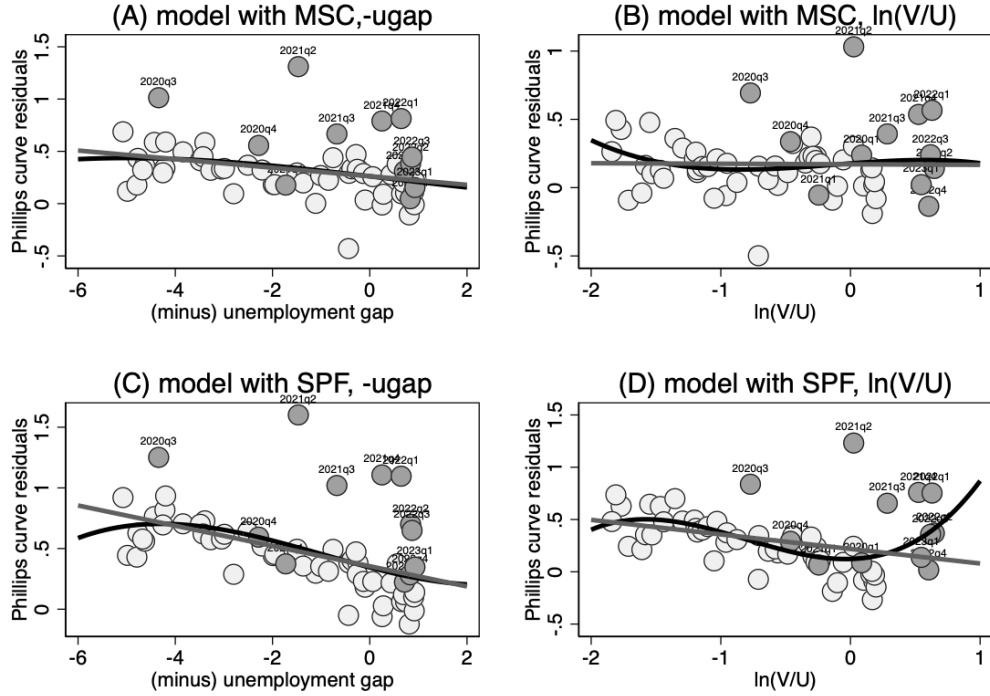 (A) model with MSC,-ugap
Phillips curve residuals
1.5
1
.5
0
-.5
2020q3
2021q2
2020q4
2021q3
2021q4
2022q1
2022q3
2023q1
-6
-4
-2
0
2
(minus) unemployment gap
(B) model with MSC, ln(V/U)
Phillips curve residuals
1
.5
0
-.5
2021q2
2020q3
2020q4
2021q1
2020q1
2021q3
2021q4
2022q1
2022q3
2023q1
-2
-1
0
1
ln(V/U)
(C) model with SPF, -ugap
Phillips curve residuals
1.5
1
.5
0
2021q2
2020q3
2020q4
2021q3
2021q4
2022q1
2022q2
2022q3
2023q1
-6
-4
-2
0
2
(minus) unemployment gap
(D) model with SPF, ln(V/U)
Phillips curve residuals
1.5
1
.5
0
-.5
2021q2
2020q3
2020q4
2020q1
2021q3
2021q4
2022q1
2023q1
-2
-1
0
1
ln(V/U)